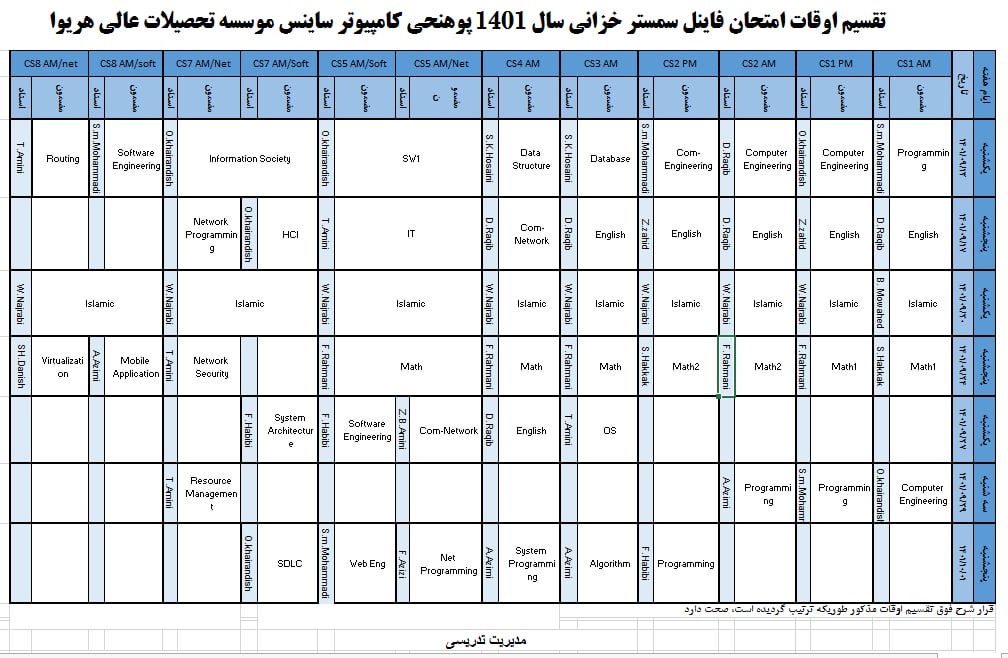 تقسیم اوقات امتحان فاینل سمستر خزانی سال 1401 پوهنحی کامپیوتر ساینس موسسه تحصیلات عالی هریوا
ایام هفته تاریخ CS1 AM CS1 PM CS2 AM CS2 PM CS3 AM CS4 AM CS5 AM/Net CS5 AM/Soft CS7 AM/Soft CS7 AM/Net CS8 AM/soft CS8 AM/net
مضمون استاد مضمون استاد مضمون استاد مضمون استاد مضمون استاد مضمون استاد مضمون استاد مضمون استاد مضمون استاد مضمون استاد مضمون استاد مضمون استاد
یکشنبه ۱۴۰۱/۰۹/۱۳ Programming S.m.Mohammadi Computer Engineering O.khairandish Computer Engineering D.Raqib Com-Engineering S.m.Mohammadi Database S.K.Hosaini Data Structure S.K.Hosaini SW1 O.khairandish Information Society O.khairandish Software Engineering S.m.Mohammadi Routing T.Amini
پنجشنبه ۱۴۰۱/۰۹/۱۷ English D.Raqib English Z.zahid English D.Raqib English Z.zahid English D.Raqib Com-Network D.Raqib IT T.Amini HCI O.khairandish Network Programming
یکشنبه ۱۴۰۱/۰۹/۲۰ Islamic B. Mowahed Islamic W.Najrabi Islamic W.Najrabi Islamic W.Najrabi Islamic W.Najrabi Islamic W.Najrabi Islamic W.Najrabi Islamic W.Najrabi Islamic W.Najrabi
پنجشنبه ۱۴۰۱/۰۹/۲۴ Math1 S.Hakkak Math1 F.Rahmani Math2 F.Rahmani Math2 S.Hakkak Math F.Rahmani Math F.Rahmani Math F.Rahmani Network Security T.Amini Mobile Application A.Azimi Virtualization SH.Danish
یکشنبه ۱۴۰۱/۰۹/۲۷ OS T.Amini English D.Raqib Com-Network Z.B.Amini Software Engineering F.Habibi System Architecture F.Habibi
سه شنبه ۱۴۰۱/۰۹/۲۹ Computer Engineering O.khairandish Programming S.m.Mohamm Programming A.Azimi Resource Management T.Amini
پنجشنبه ۱۴۰۱/۱۰/۰۱ Programming F.Habibi Algorithm A.Azimi System Programming A.Azimi Net Programming F.Azizi Web Eng S.m.Mohammadi SDLC O.khairandish
قرار شرح فوق تقسیم اوقات مذکور طوریکه ترتیب گردیده است، صحت دارد
مدیریت تدریسی